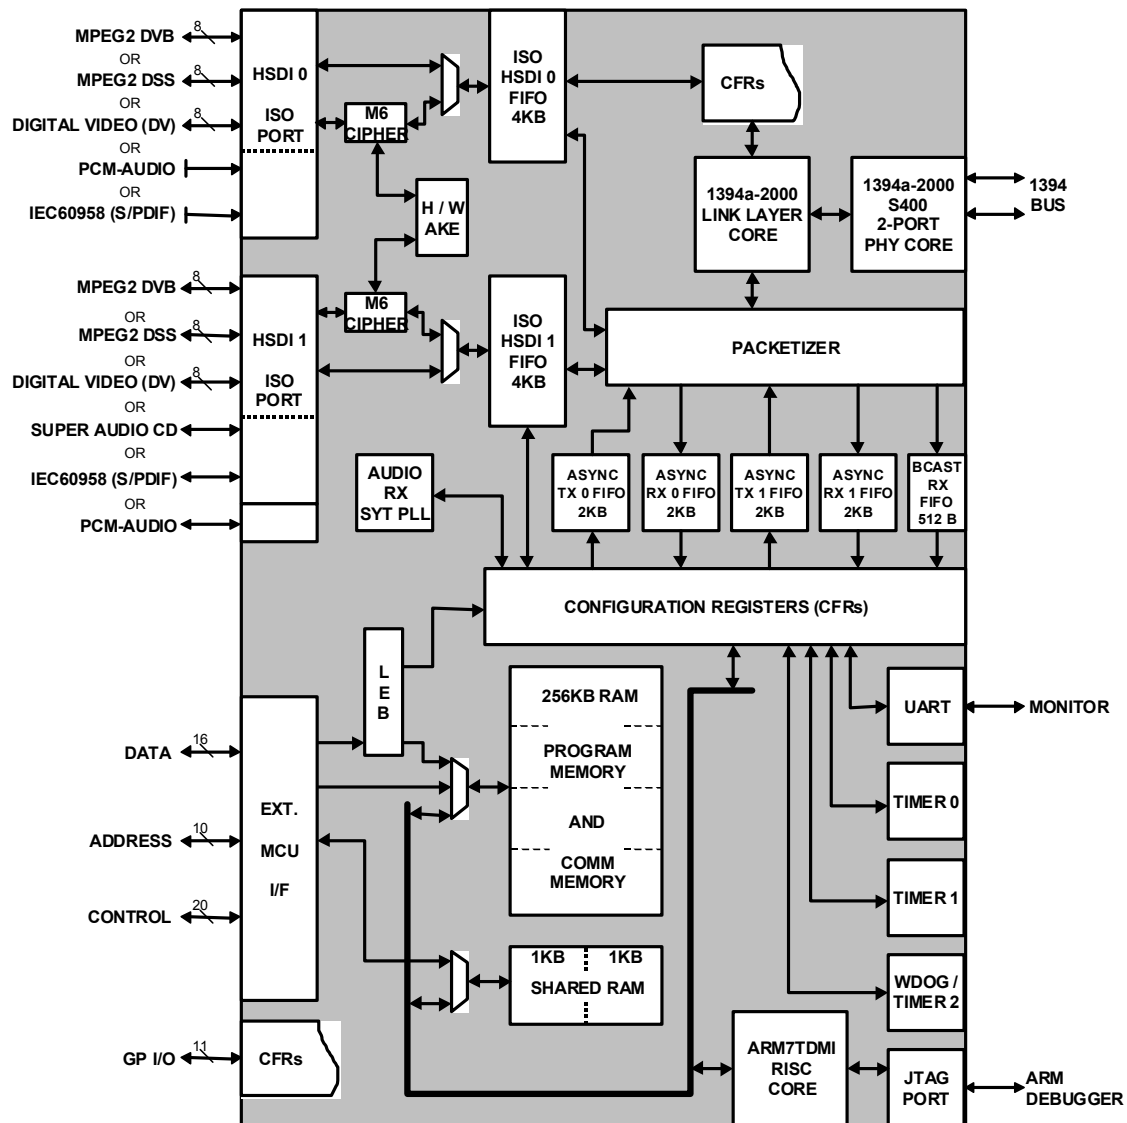 MPEG2 DVB
8
OR
MPEG2 DSS
8
OR
DIGITAL VIDEO (DV)
8
OR
PCM-AUDIO
OR
IEC60958 (S/PDIF)
HSDI 0
ISO
PORT
M6
CIPHER
H / W
AKE
ISO
HSDI 0
FIFO
4KB
CFRs
1394a-2000
LINK LAYER
CORE
1394a-2000
S400
2-PORT
PHY CORE
1394
BUS
MPEG2 DVB
8
OR
MPEG2 DSS
8
OR
DIGITAL VIDEO (DV)
8
OR
SUPER AUDIO CD
OR
IEC60958 (S/PDIF)
OR
PCM-AUDIO
HSDI 1
ISO
PORT
M6
CIPHER
ISO
HSDI 1
FIFO
4KB
PACKETIZER
AUDIO
RX
SYT PLL
ASYNC
TX 0 FIFO
2KB
ASYNC
RX 0 FIFO
2KB
ASYNC
TX 1 FIFO
2KB
ASYNC
RX 1 FIFO
2KB
BCAST
RX
FIFO
512 B
CONFIGURATION REGISTERS (CFRs)
L
E
B
256KB RAM
PROGRAM
MEMORY
AND
COMM
MEMORY
UART
MONITOR
DATA
16
ADDRESS
10
CONTROL
20
EXT.
MCU
I/F
TIMER 0
TIMER 1
1KB
1KB
SHARED RAM
WDOG /
TIMER 2
GP I/O
11
CFRs
ARM7TDMI
RISC
CORE
JTAG
PORT
ARM
DEBUGGER